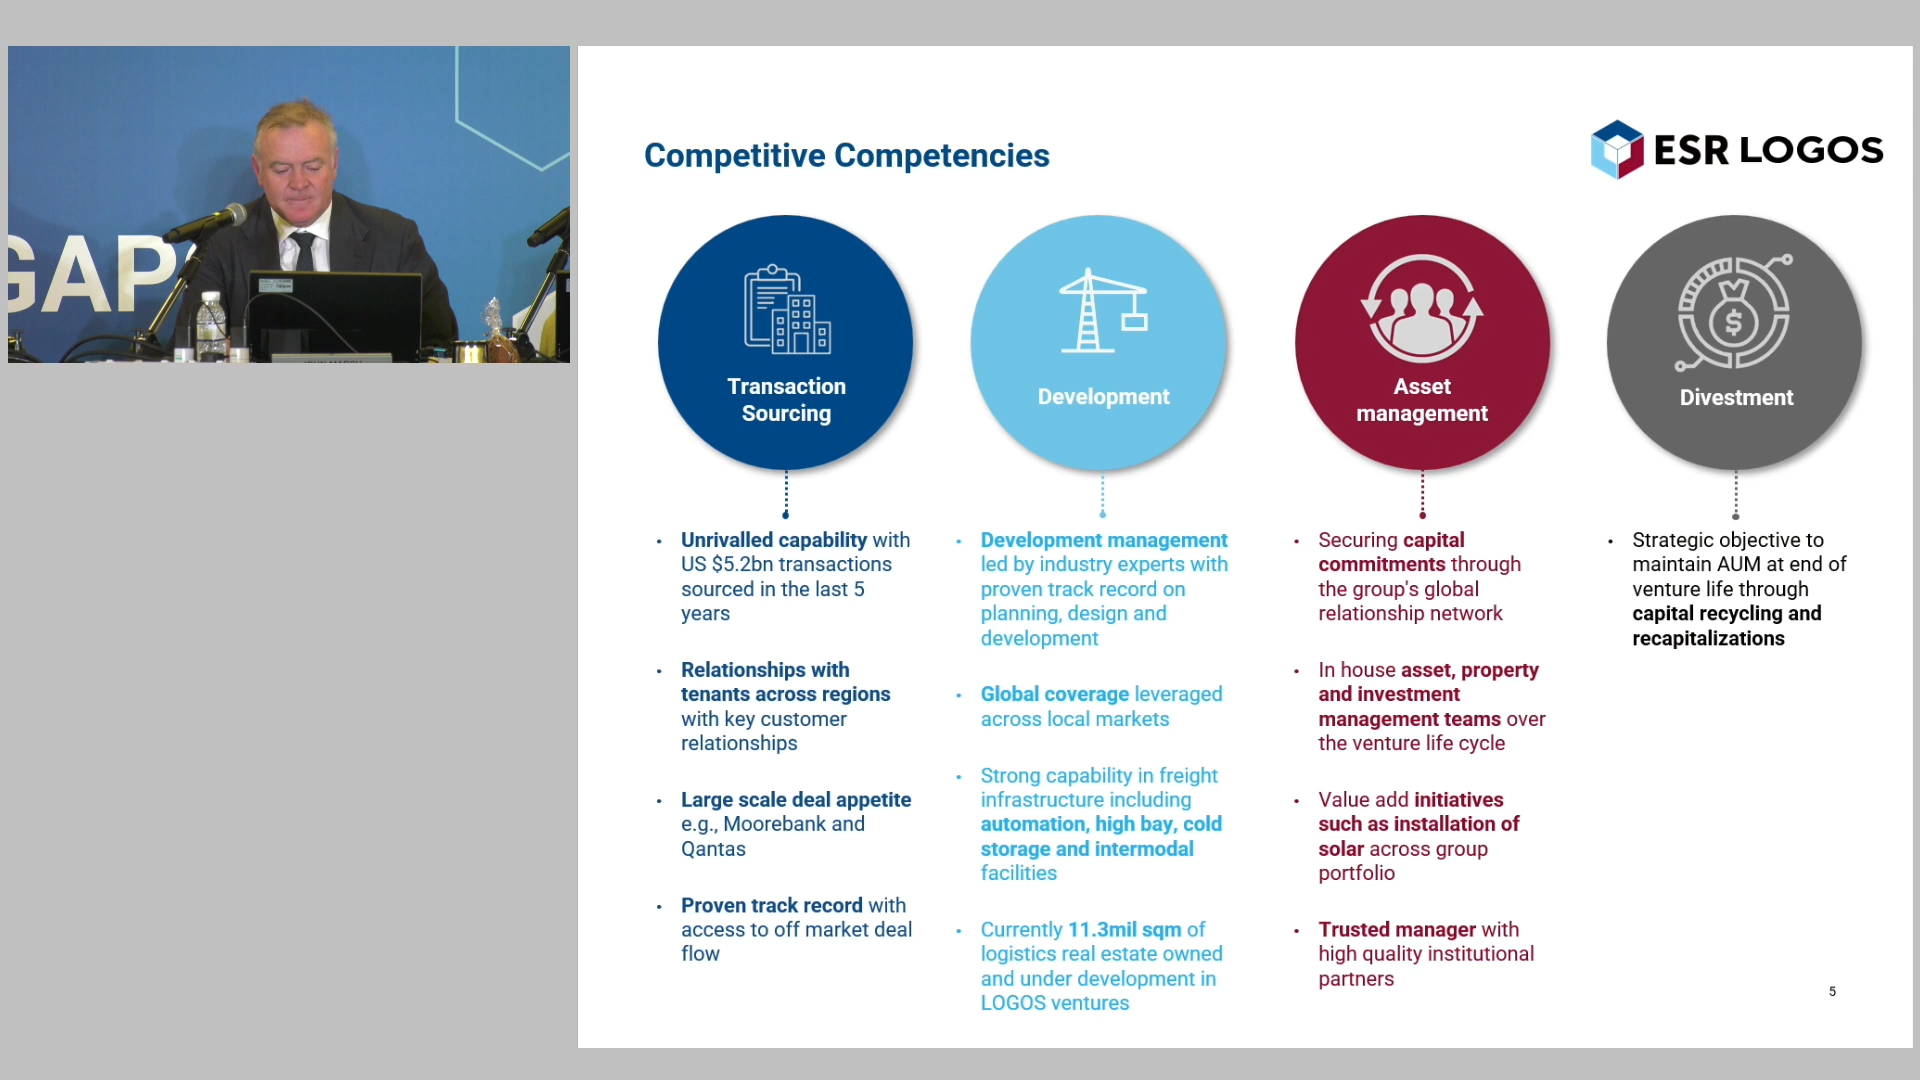 GAPS
Competitive Competencies
ESR LOGOS
Transaction
Sourcing
Development
Asset
management
Divestment
• Unrivalled capability with
US $5.2bn transactions
sourced in the last 5
years
• Relationships with
tenants across regions
with key customer
relationships
• Large scale deal appetite
e.g., Moorebank and
Qantas
• Proven track record with
access to off market deal
flow
• Development management
led by industry experts with
proven track record on
planning, design and
development
• Global coverage leveraged
across local markets
• Strong capability in freight
infrastructure including
automation, high bay, cold
storage and intermodal
facilities
• Currently 11.3mil sqm of
logistics real estate owned
and under development in
LOGOS ventures
• Securing capital
commitments through
the group's global
relationship network
• In house asset, property
and investment
management teams over
the venture life cycle
• Value add initiatives
such as installation of
solar across group
portfolio
• Trusted manager with
high quality institutional
partners
• Strategic objective to
maintain AUM at end of
venture life through
capital recycling and
recapitalizations
5